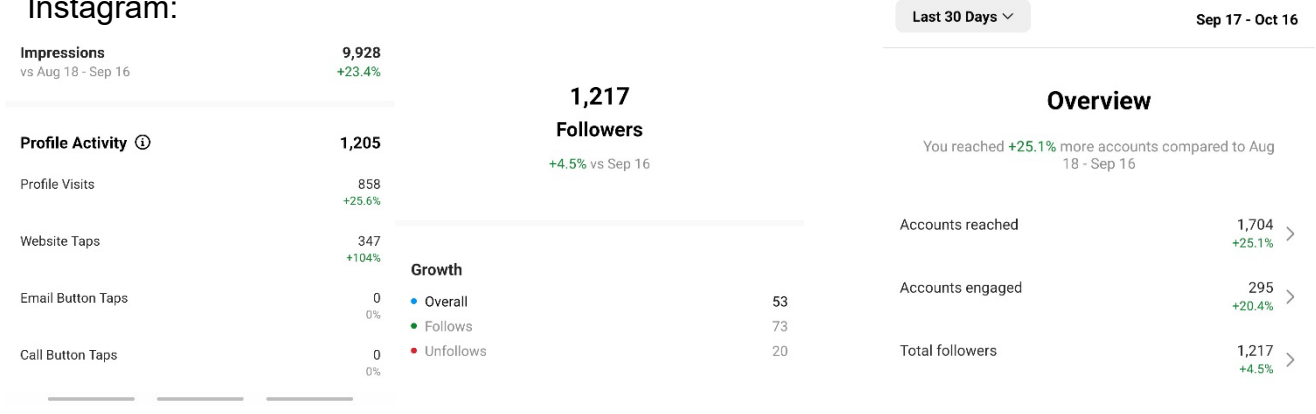 Instagram:
Impressions 9,928
vs Aug 18 - Sep 16 +23.4%
Profile Activity 1,205
Profile Visits 858
+25.6%
Website Taps 347
+104%
Email Button Taps 0
0%
Call Button Taps 0
0%
1,217
Followers
+4.5% vs Sep 16
Growth
Overall 53
Follows 73
Unfollows 20
Last 30 Days Sep 17 - Oct 16
Overview
You reached +25.1% more accounts compared to Aug
18 - Sep 16
Accounts reached 1,704
+25.1%
Accounts engaged 295
+20.4%
Total followers 1,217
+4.5%